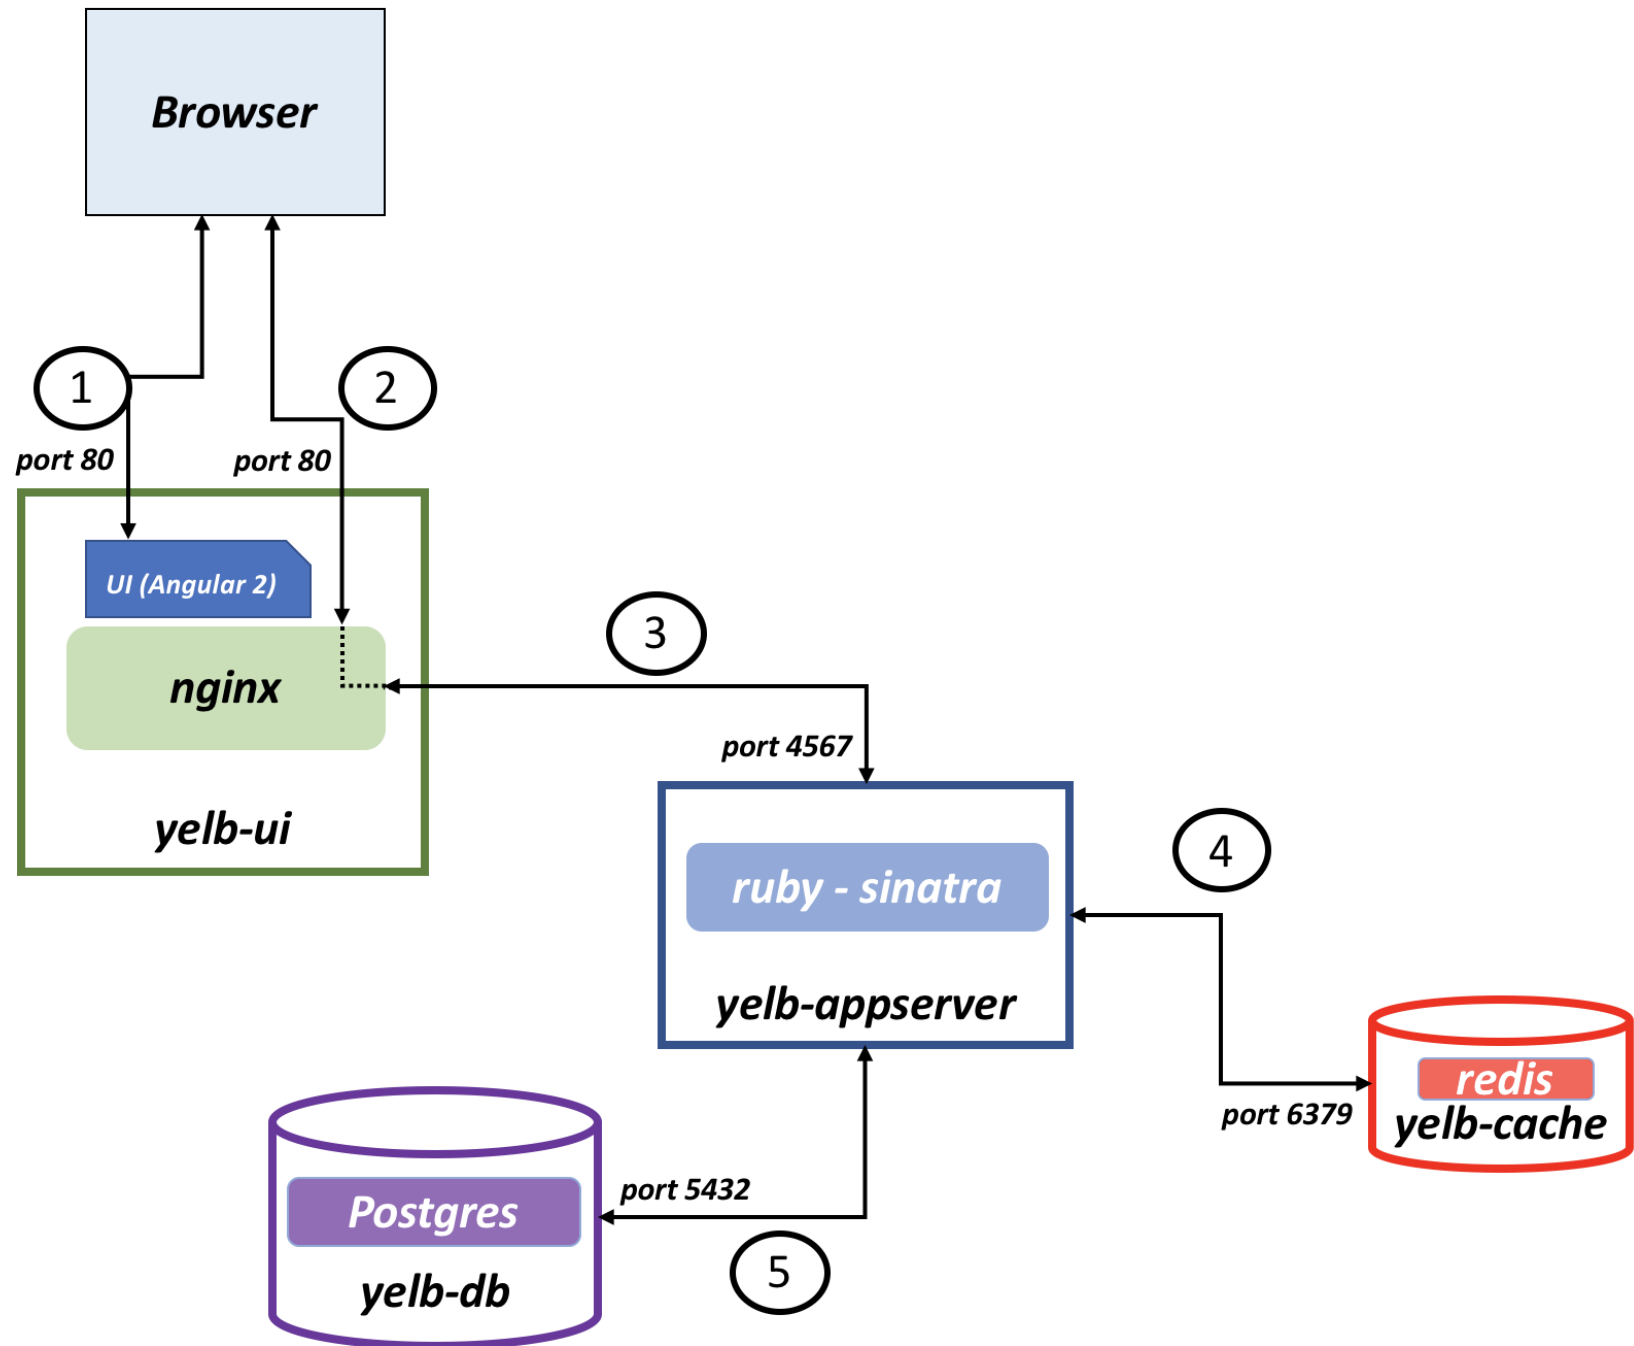 Browser
1
2
port 80
port 80
UI (Angular 2)
nginx
yelb-ui
3
port 4567
ruby - sinatra
yelb-appserver
4
port 6379
redis
yelb-cache
port 5432
5
Postgres
yelb-db